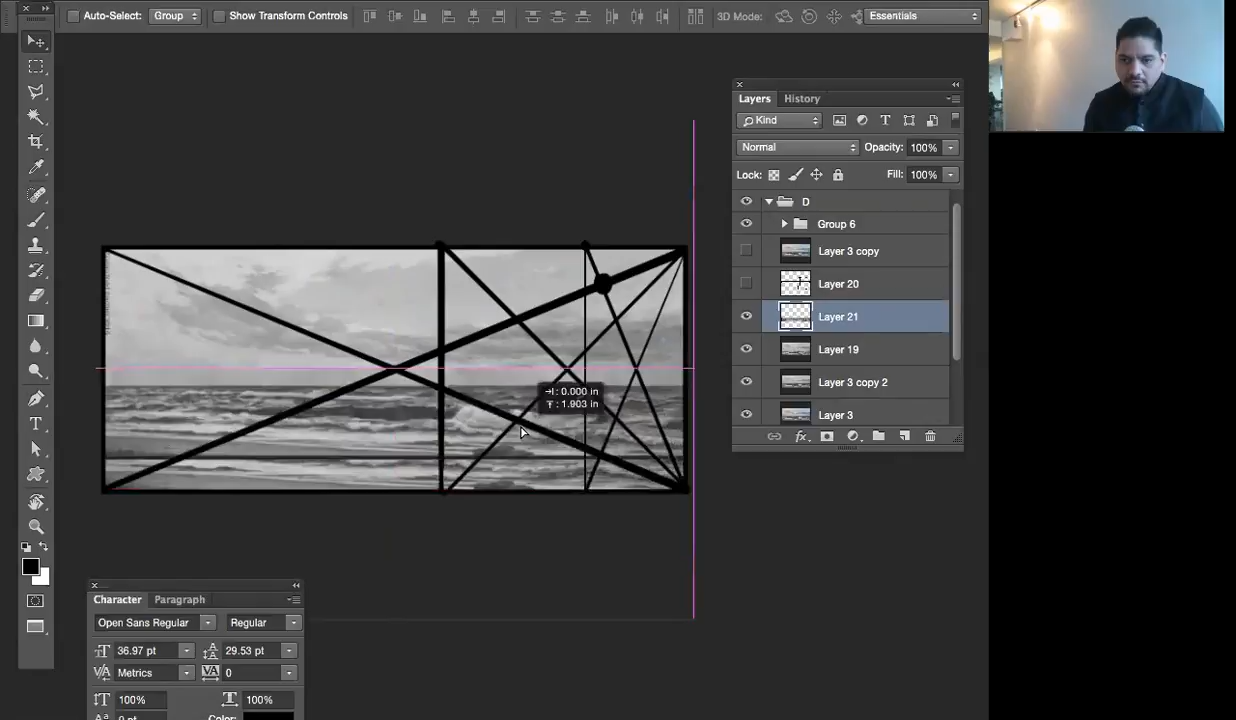 Auto-Select: Group Show Transform Controls 3D Mode: Essentials
Layers History
Kind
Normal Opacity: 100%
Lock: Fill: 100%
D
Group 6
Layer 3 copy
Layer 20
Layer 21
Layer 19
Layer 3 copy 2
Layer 3
: 0.000 in
: 1.903 in
Character Paragraph
Open Sans Regular Regular
36.97 pt 29.53 pt
Metrics 0
100% 100%
0 pt Color: